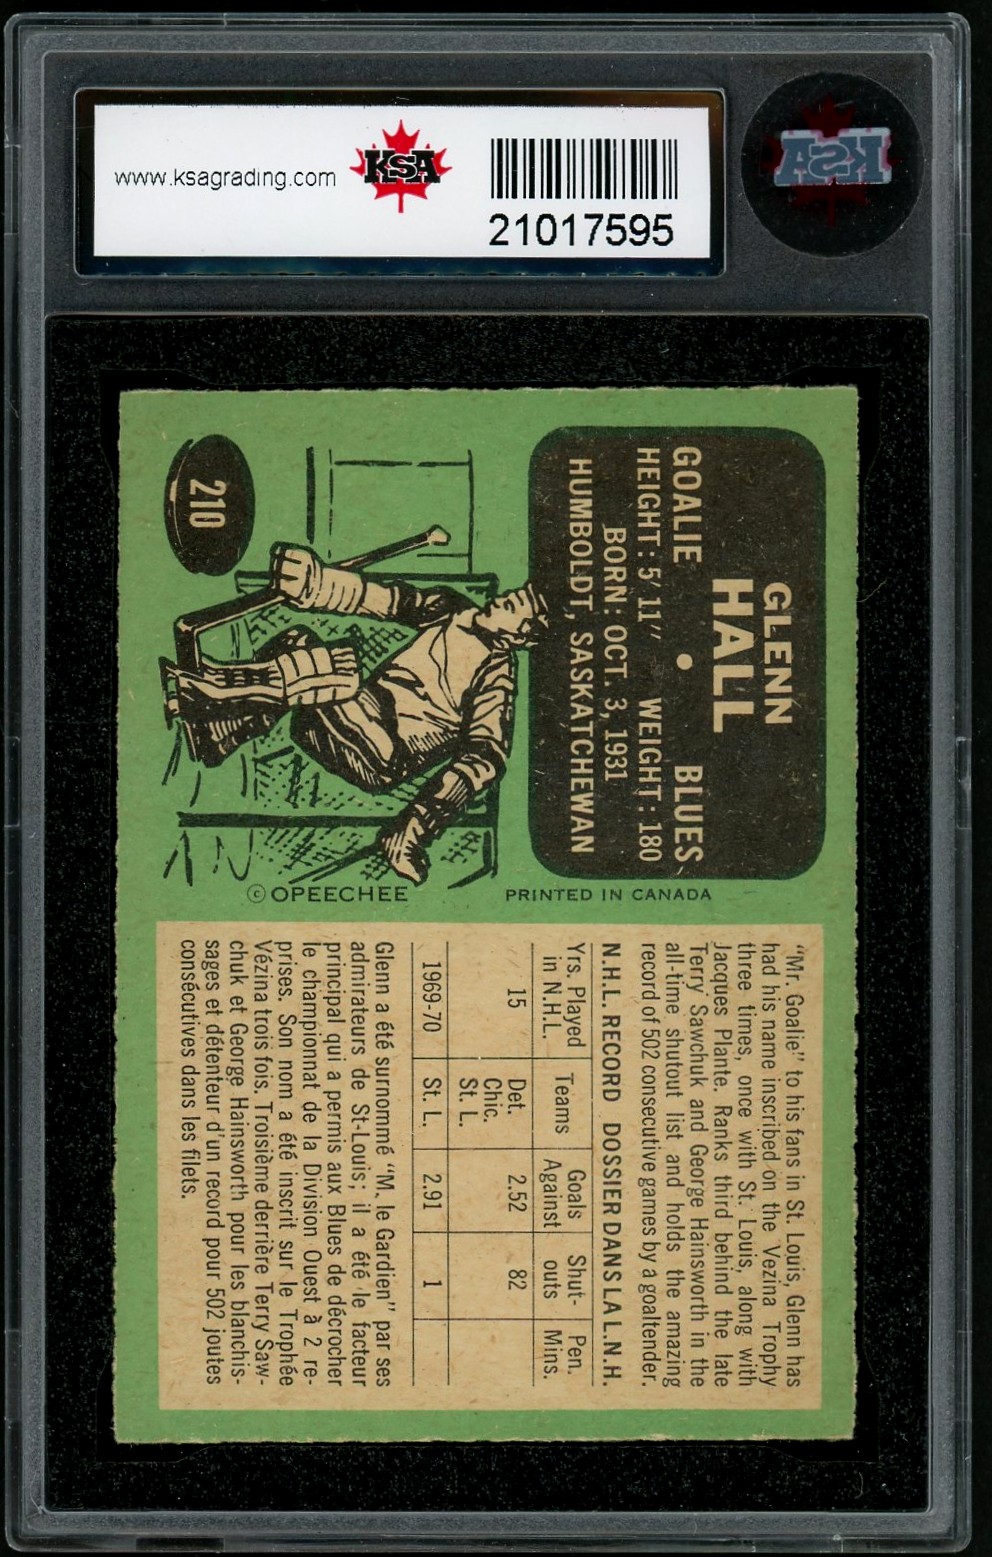 www.ksagrading.com
KSA
21017595
KSA
GLENN
HALL
GOALIE • BLUES
HEIGHT: 5' 11" WEIGHT: 180
BORN: OCT. 3, 1931
HUMBOLDT, SASKATCHEWAN
210
© OPEECHEE
PRINTED IN CANADA
"Mr. Goalie" to his fans in St. Louis, Glenn has
had his name inscribed on the Vezina Trophy
three times, once with St. Louis, along with
Jacques Plante. Ranks third behind the late
Terry Sawchuk and George Hainsworth in the
all-time shutout list, and holds the amazing
record of 502 consecutive games by a goaltender.
N.H.L. RECORD DOSSIER DANS LA L.N.H.
Yrs. Played Teams Goals Shut- Pen.
in N.H.L. Against outs Mins.
15 Det. 2.52 82
Chic.
St. L.
1969-70 St. L. 2.91 1
Glenn a été surnommé "M. le Gardien" par ses
admirateurs de St-Louis; il a été le facteur
principal qui a permis aux Blues de décrocher
le championnat de la Division Ouest à 2 re-
prises. Son nom a été inscrit sur le Trophée
Vézina trois fois. Troisième derrière Terry Saw-
chuk et George Hainsworth pour les blanchis-
sages et détenteur d'un record pour 502 joutes
consécutives dans les filets.